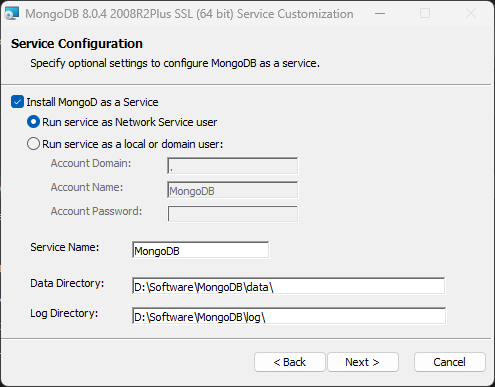 MongoDB 8.0.4 2008R2Plus SSL (64 bit) Service Customization
Service Configuration
Specify optional settings to configure MongoDB as a service.
Install MongoD as a Service
Run service as Network Service user
Run service as a local or domain user:
Account Domain: .
Account Name: MongoDB
Account Password:
Service Name: MongoDB
Data Directory: D:\Software\MongoDB\data\
Log Directory: D:\Software\MongoDB\log\
< Back Next > Cancel